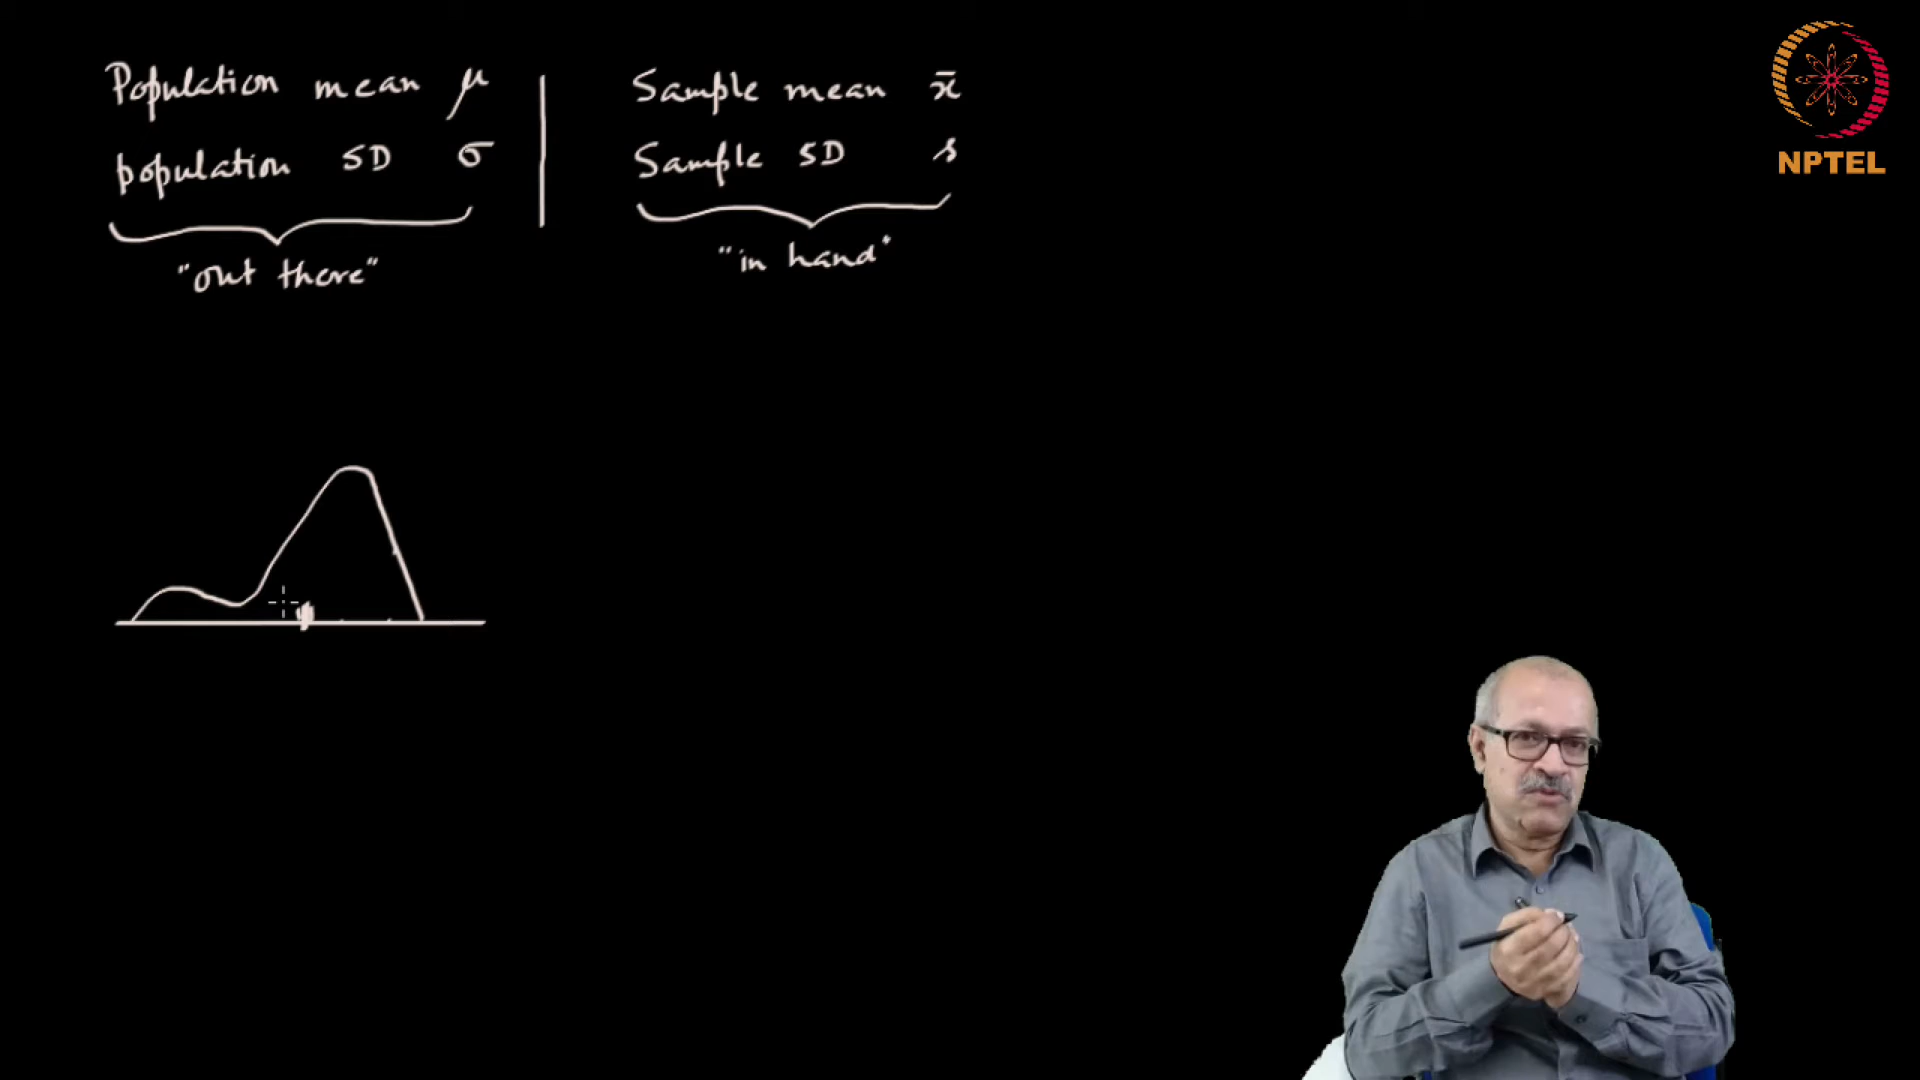 Population mean μ
population SD σ
"out there"
Sample mean x̄
Sample SD s
"in hand"
NPTEL